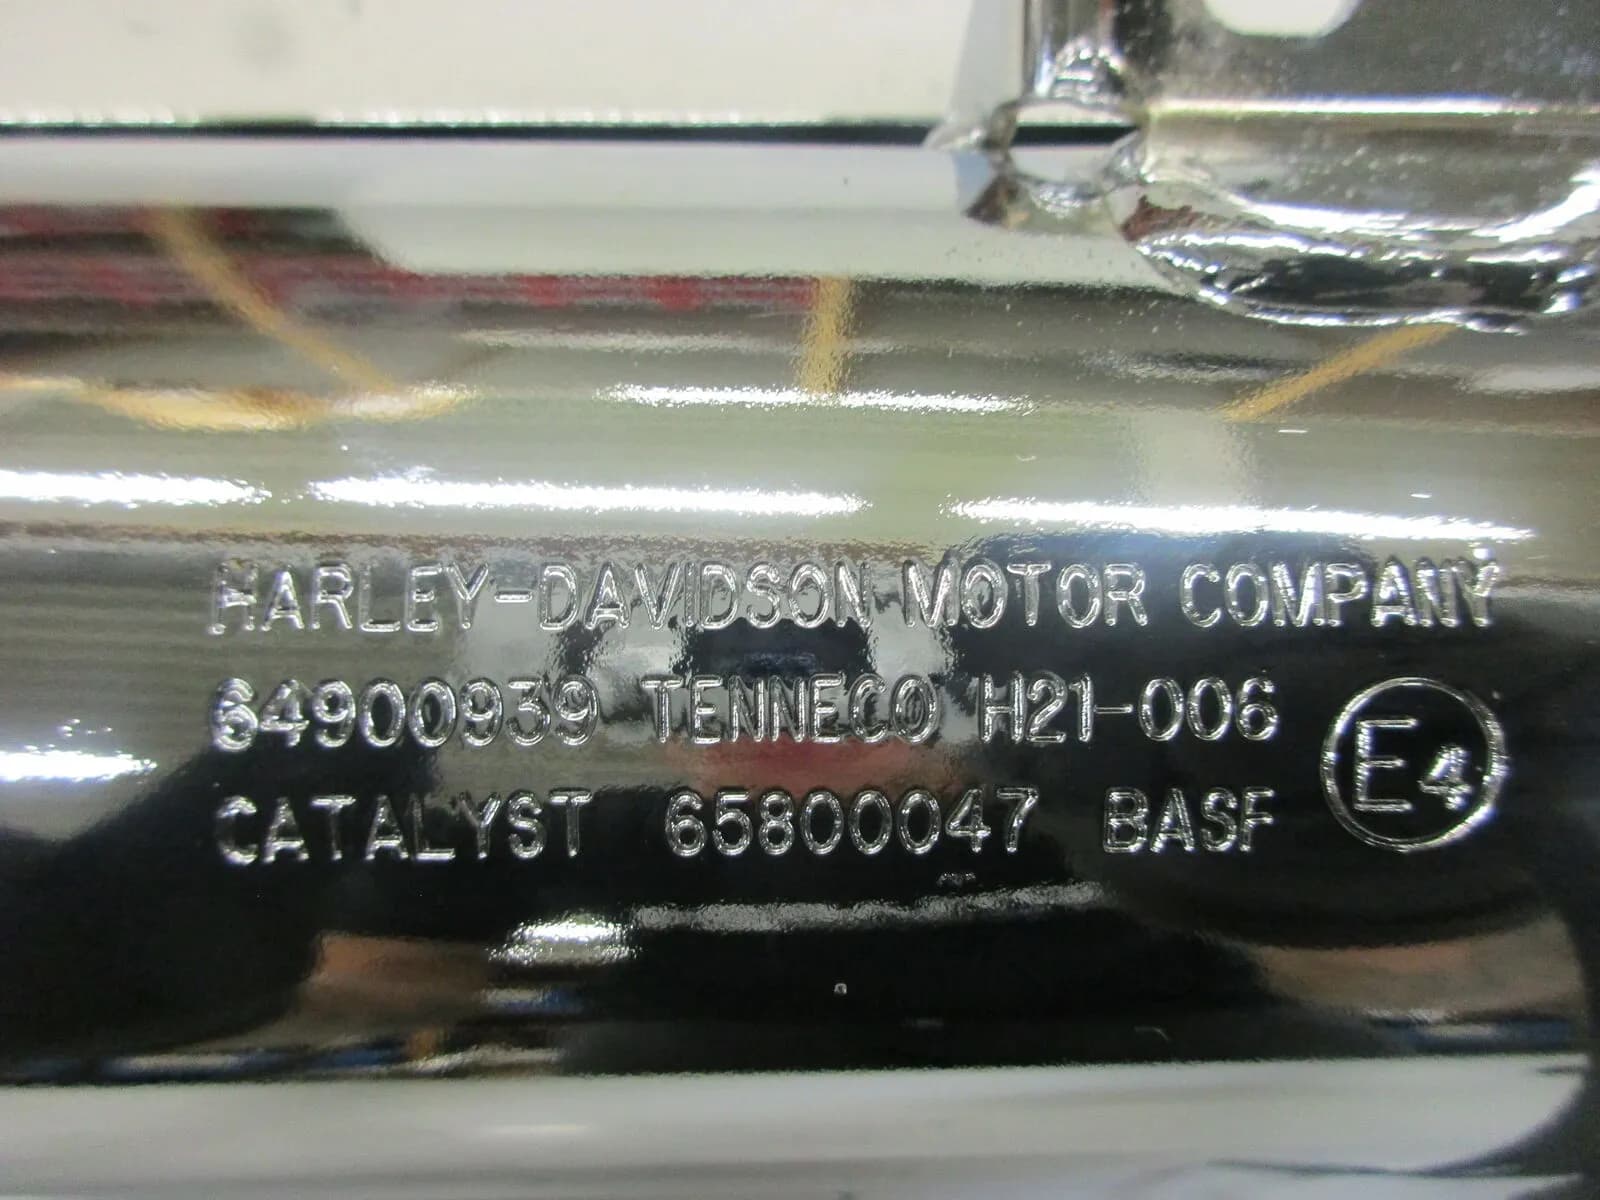 HARLEY-DAVIDSON MOTOR COMPANY
64900939 TENNECO H21-006
CATALYST 65800047 BASF
E4